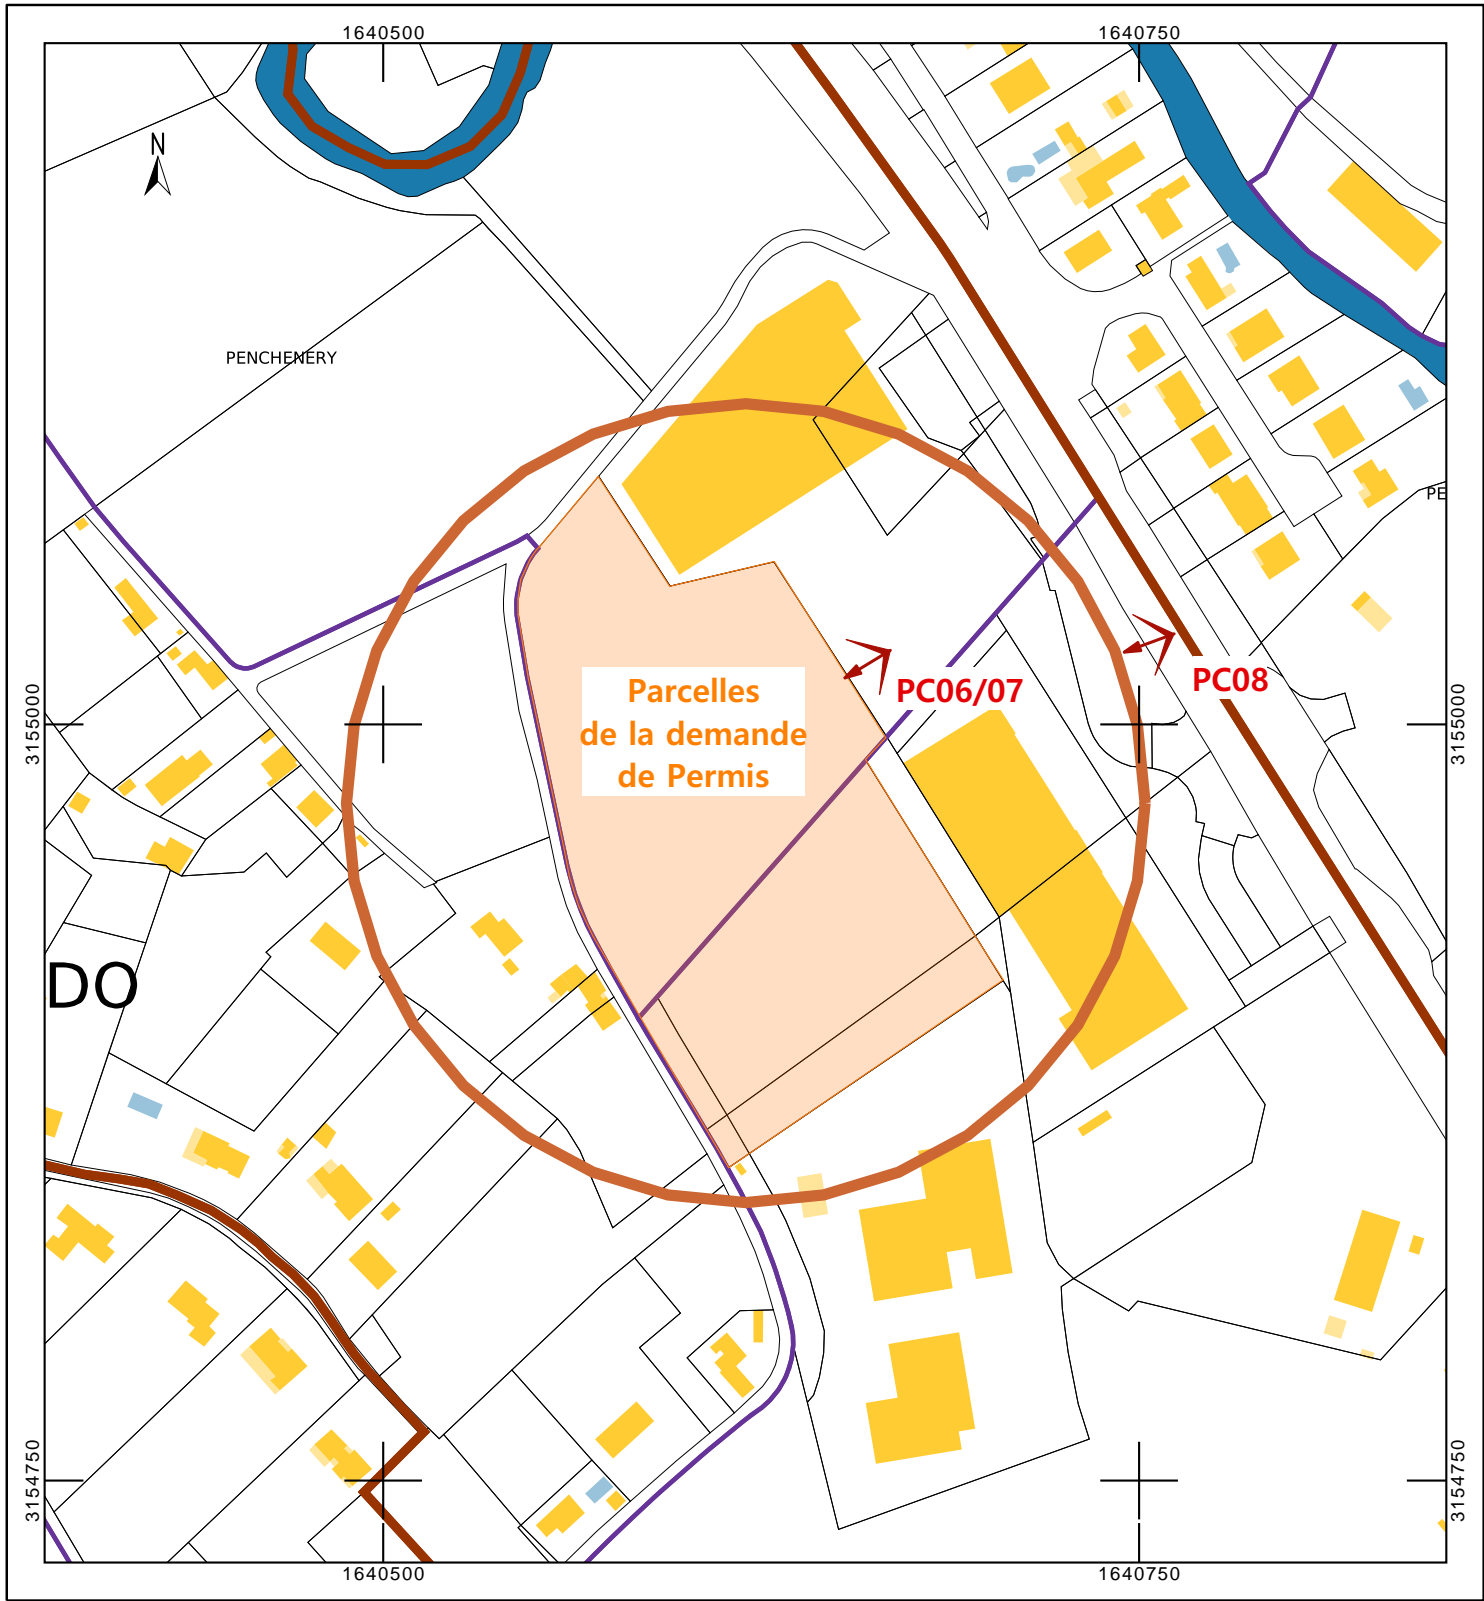 1640500
1640750
N
PENCHENERY
PE
Parcelles
de la demande
de Permis
PC06/07
PC08
3155000
3155000
DO
3154750
3154750
1640500
1640750